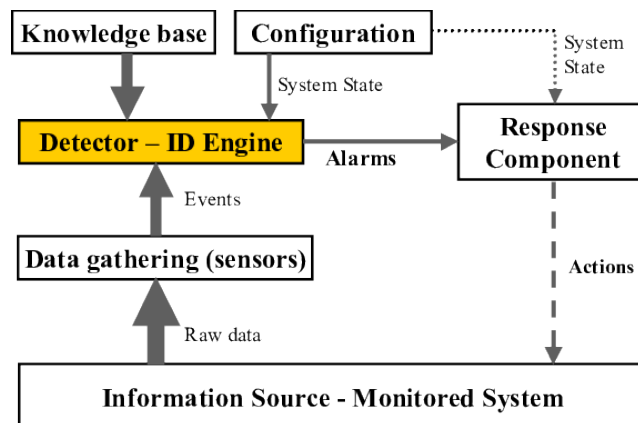 Knowledge base
Configuration
System
State
System State
Detector – ID Engine
Alarms
Response
Component
Events
Data gathering (sensors)
Actions
Raw data
Information Source - Monitored System